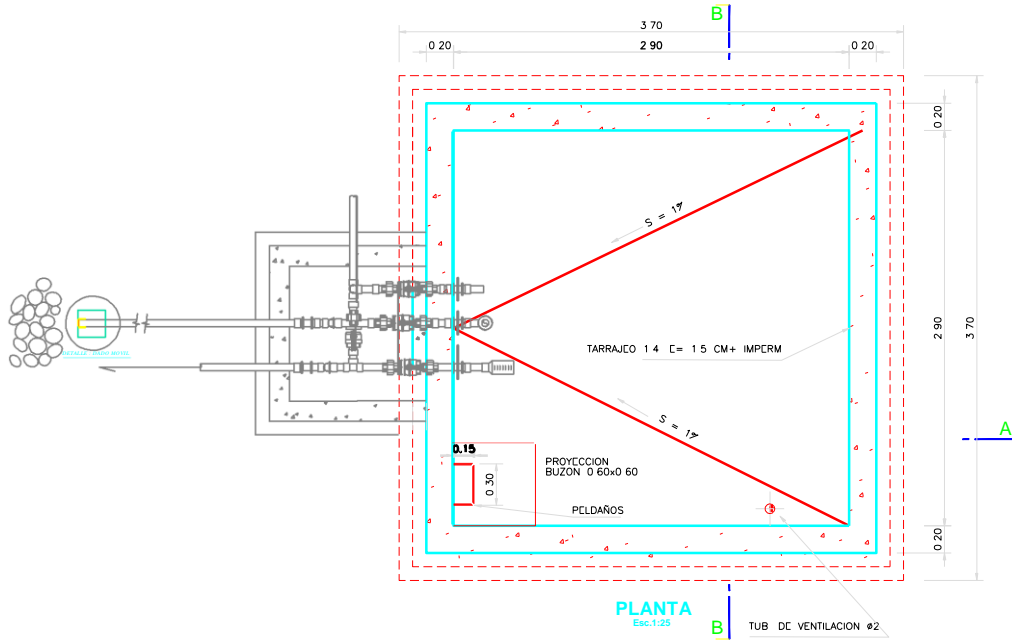 B
3 70
0 20
2 90
0 20
0 20
S = 1%
2 90
3 70
TARRAJEO 1 4 E= 1 5 CM+ IMPERM
S = 1%
A
0.15
PROYECCION
BUZON 0 60x0 60
0 30
PELDAÑOS
0 20
PLANTA
Esc.1:25
B
TUB DE VENTILACION ø2